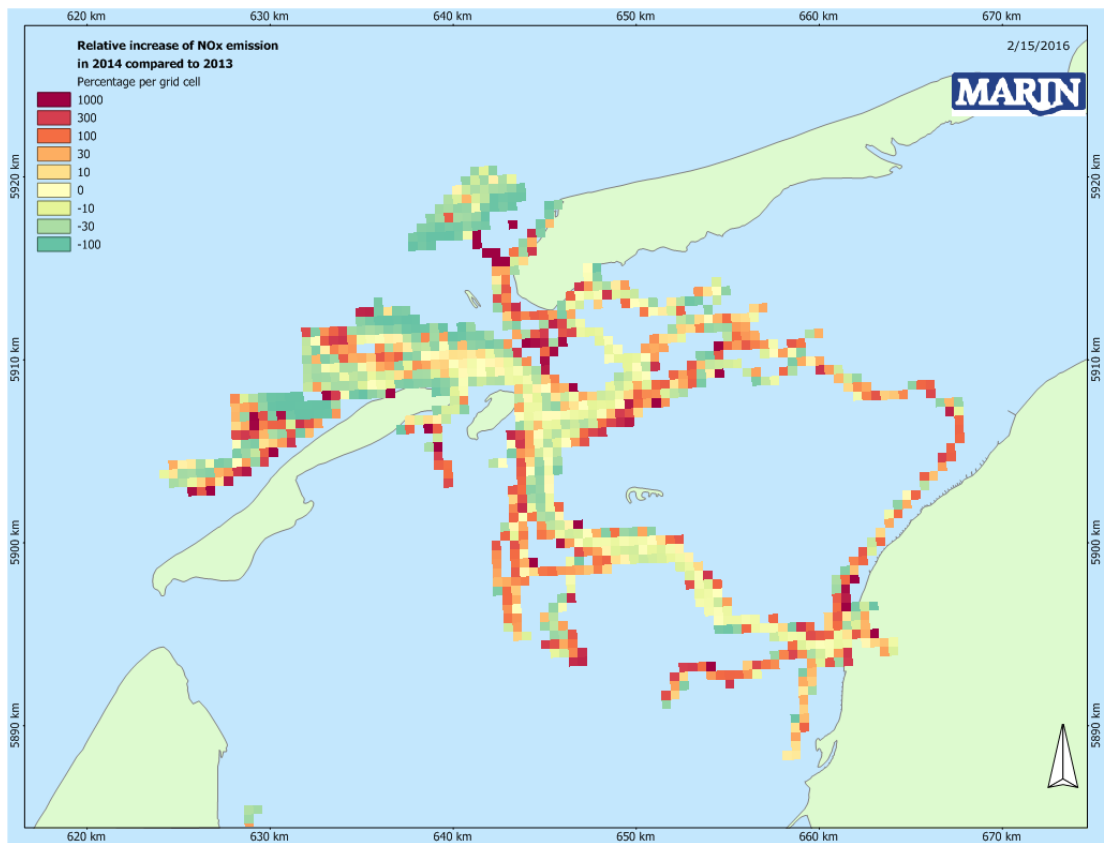 620 km
630 km
640 km
650 km
660 km
670 km
Relative increase of NOx emission
in 2014 compared to 2013
Percentage per grid cell
1000
300
100
30
10
0
-10
-30
-100
2/15/2016
MARIN
5920 km
5920 km
5910 km
5910 km
5900 km
5900 km
5890 km
5890 km
620 km
630 km
640 km
650 km
660 km
670 km